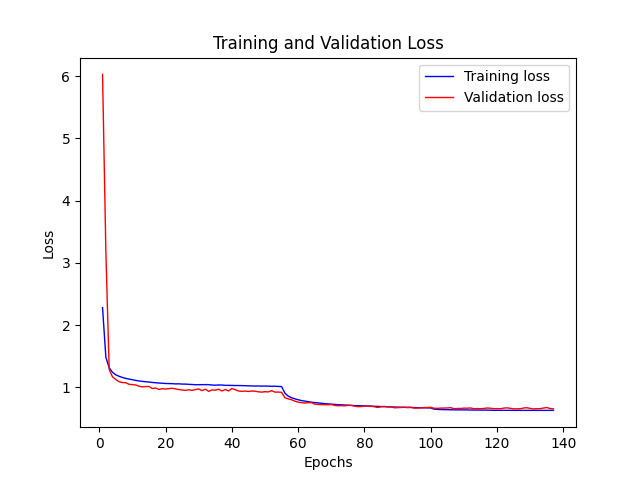 Training and Validation Loss
Training loss
Validation loss
6
5
4
3
2
1
Loss
0 20 40 60 80 100 120 140
Epochs